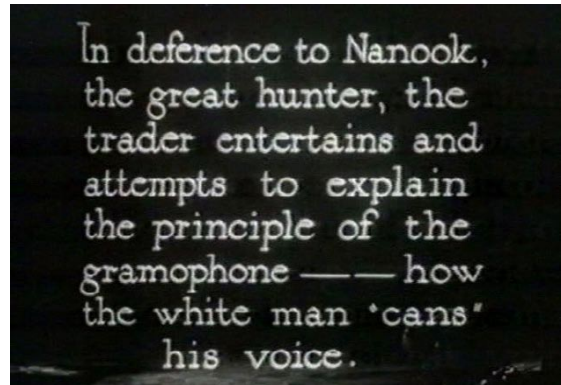 In deference to Nanook,
the great hunter, the
trader entertains and
attempts to explain
the principle of the
gramophone — — how
the white man "cans"
his voice.